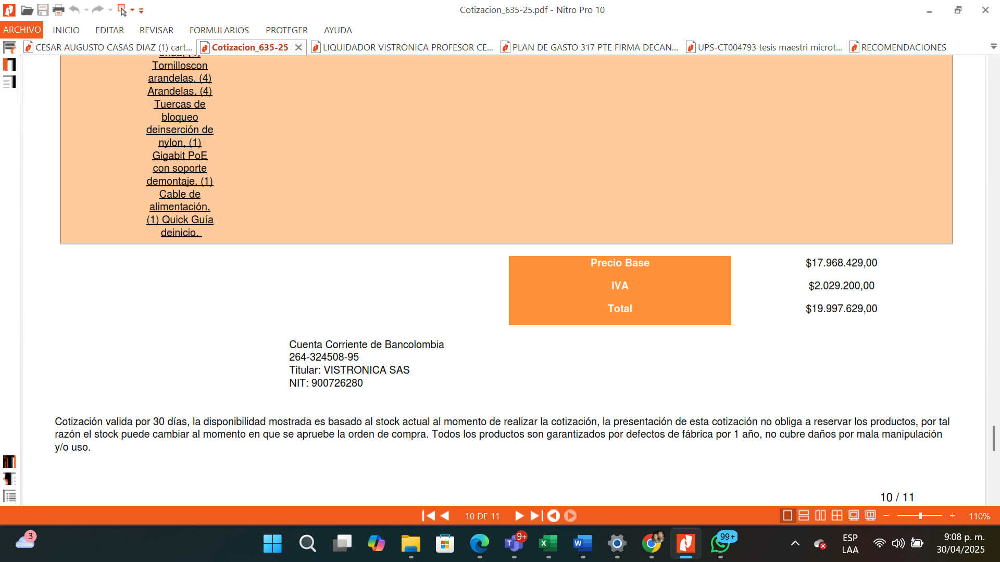 Cotizacion_635-25.pdf - Nitro Pro 10
ARCHIVO INICIO EDITAR REVISAR FORMULARIOS PROTEGER AYUDA
CESAR AUGUSTO CASAS DIAZ (1) cart... Cotizacion_635-25 LIQUIDADOR VISTRONICA PROFESOR CE... PLAN DE GASTO 317 PTE FIRMA DECAN... UPS-CT004793 tesis maestri microt... RECOMENDACIONES
Tornilloscon
arandelas, (4)
Arandelas, (4)
Tuercas de
bloqueo
deinserción de
nylon, (1)
Gigabit PoE
con soporte
demontaje, (1)
Cable de
alimentación,
(1) Quick Guía
deinicio,
Precio Base $17.968.429,00
IVA $2.029.200,00
Total $19.997.629,00
Cuenta Corriente de Bancolombia
264-324508-95
Titular: VISTRONICA SAS
NIT: 900726280
Cotización valida por 30 días, la disponibilidad mostrada es basado al stock actual al momento de realizar la cotización, la presentación de esta cotización no obliga a reservar los productos, por tal
razón el stock puede cambiar al momento en que se apruebe la orden de compra. Todos los productos son garantizados por defectos de fábrica por 1 año, no cubre daños por mala manipulación
y/o uso.
10 / 11
10 DE 11
110%
3
9+
99+
ESP
LAA
9:08 p. m.
30/04/2025